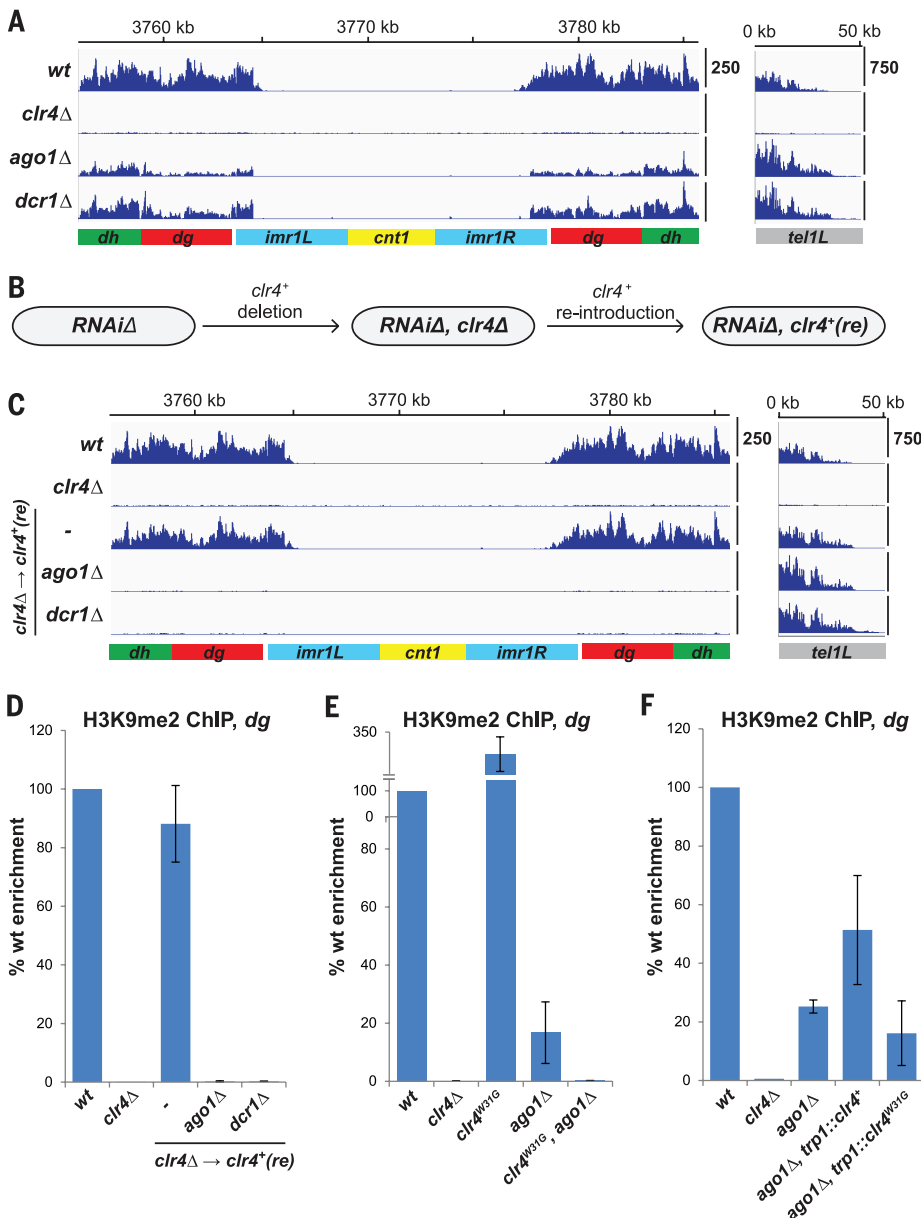 A
3760 kb 3770 kb 3780 kb 0 kb 50 kb
wt 250 750
clr4Δ
ago1Δ
dcr1Δ
dh dg imr1L cnt1 imr1R dg dh tel1L
B
clr4+ clr4+
RNAiΔ deletion RNAiΔ, clr4Δ re-introduction RNAiΔ, clr4+(re)
C
3760 kb 3770 kb 3780 kb 0 kb 50 kb
wt 250 750
clr4Δ
-
ago1Δ
dcr1Δ
clr4Δ → clr4+(re)
dh dg imr1L cnt1 imr1R dg dh tel1L
D
H3K9me2 ChIP, dg
% wt enrichment
120
100
80
60
40
20
0
wt clr4Δ - ago1Δ dcr1Δ
clr4Δ → clr4+(re)
E
H3K9me2 ChIP, dg
% wt enrichment
350
100
0
80
60
40
20
0
wt clr4Δ clr4W31G ago1Δ clr4W31G, ago1Δ
F
H3K9me2 ChIP, dg
% wt enrichment
120
100
80
60
40
20
0
wt clr4Δ ago1Δ ago1Δ, trp1::clr4+ ago1Δ, trp1::clr4W31G